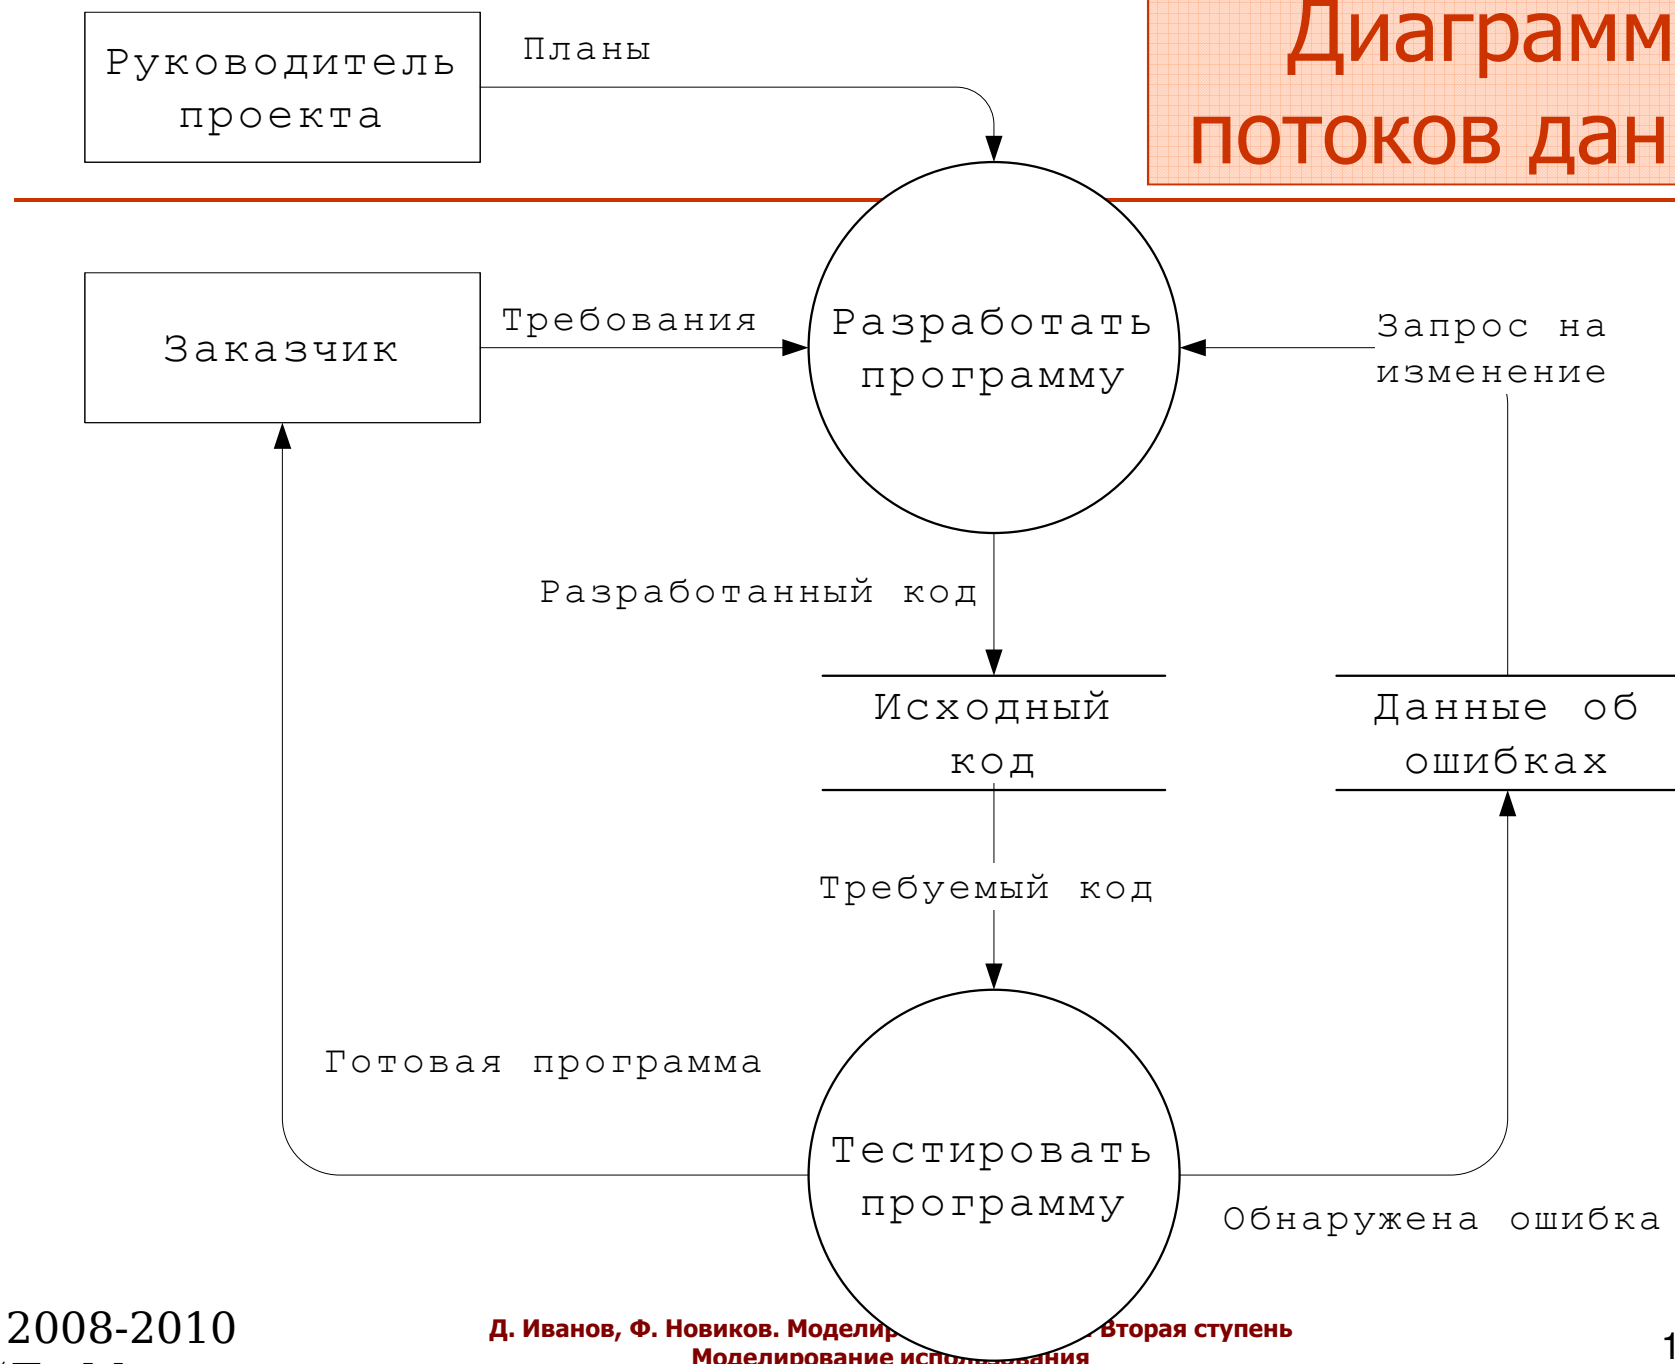 Диаграмм
потоков дан
Руководитель
проекта
Планы
Заказчик
Требования
Разработать
программу
Запрос на
изменение
Разработанный код
Исходный
код
Данные об
ошибках
Требуемый код
Готовая программа
Тестировать
программу
Обнаружена ошибка
2008-2010
Д. Иванов, Ф. Новиков. Вторая ступень
Моделирование использования
1